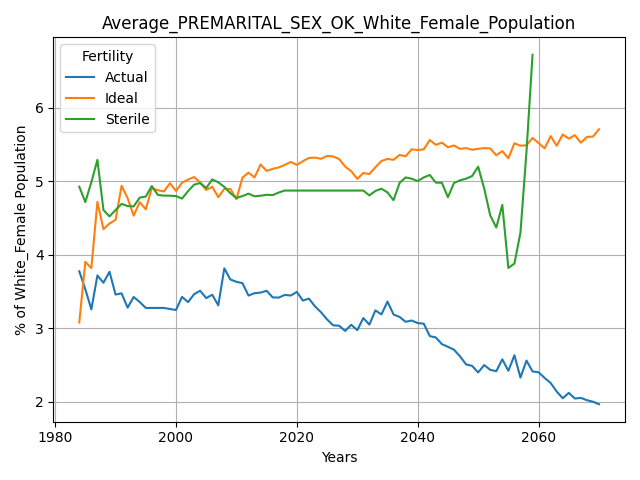 Average_PREMARITAL_SEX_OK_White_Female_Population
% of White_Female Population
Fertility
Actual
Ideal
Sterile
6
5
4
3
2
1980
2000
2020
2040
2060
Years